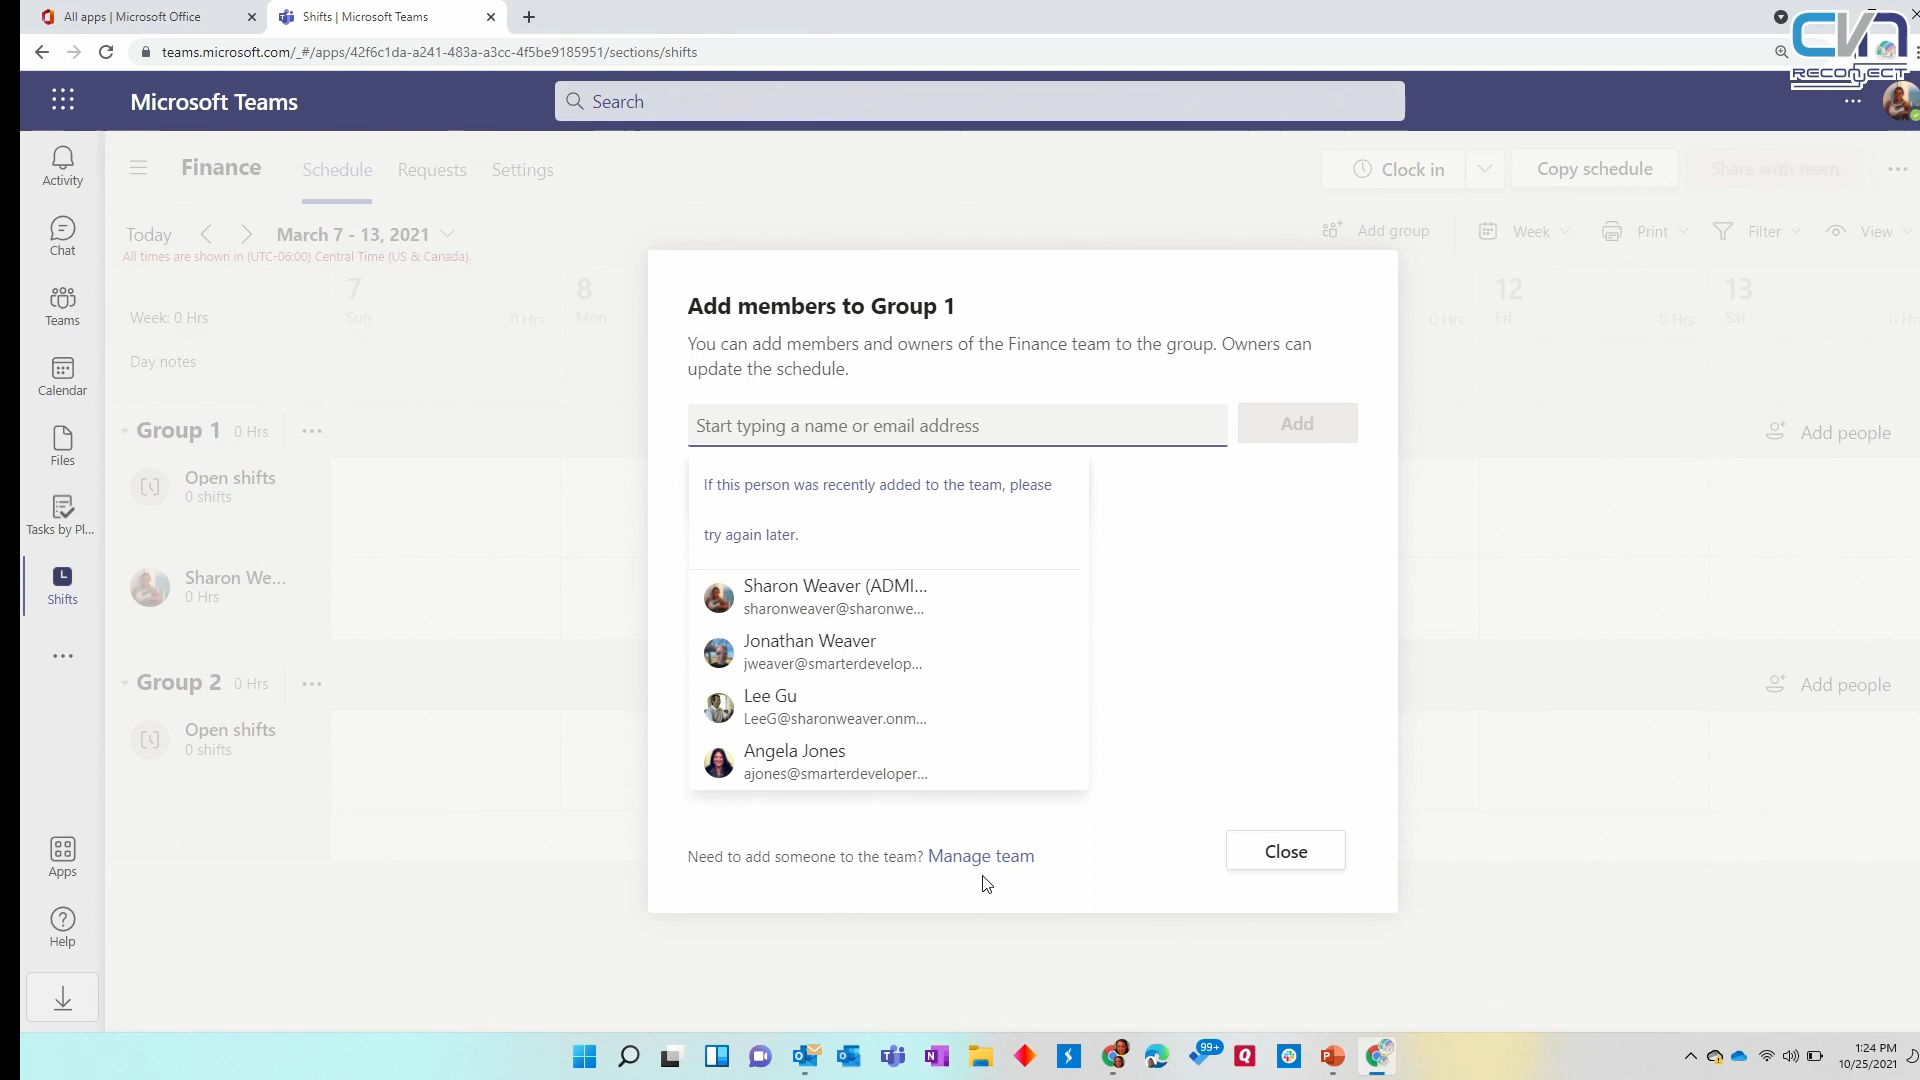 All apps | Microsoft Office
Shifts | Microsoft Teams
teams.microsoft.com/_#/apps/42f6c1da-a241-483a-a3cc-4f5be9185951/sections/shifts
CVN
RECONJECT
Microsoft Teams
Search
Activity
Chat
Teams
Calendar
Files
Tasks by Pl...
Shifts
Apps
Help
Finance
Schedule
Requests
Settings
Clock in
Copy schedule
Share with team
Today
March 7 - 13, 2021
All times are shown in (UTC-06:00) Central Time (US & Canada).
Add group
Week
Print
Filter
View
Week: 0 Hrs
7
Sun
0 Hrs
8
Mon
0 Hrs
12
Fri
0 Hrs
13
Sat
0 Hrs
Day notes
Group 1
0 Hrs
Add people
Open shifts
0 shifts
Sharon We...
0 Hrs
Group 2
0 Hrs
Add people
Open shifts
0 shifts
Add members to Group 1
You can add members and owners of the Finance team to the group. Owners can
update the schedule.
Start typing a name or email address
Add
If this person was recently added to the team, please
try again later.
Sharon Weaver (ADMI...
sharonweaver@sharonwe...
Jonathan Weaver
jweaver@smarterdevelop...
Lee Gu
LeeG@sharonweaver.onm...
Angela Jones
ajones@smarterdeveloper...
Need to add someone to the team? Manage team
Close
99+
1:24 PM
10/25/2021